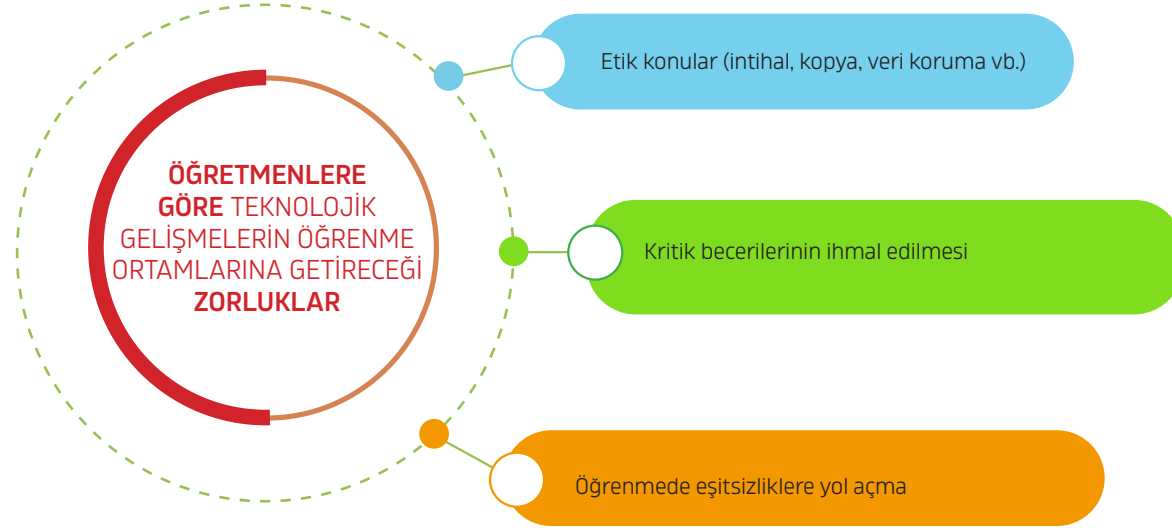 ÖĞRETMENLERE
GÖRE TEKNOLOJİK
GELİŞMELERİN ÖĞRENME
ORTAMLARINA GETİRECEĞİ
ZORLUKLAR
Etik konular (intihal, kopya, veri koruma vb.)
Kritik becerilerinin ihmal edilmesi
Öğrenmede eşitsizliklere yol açma